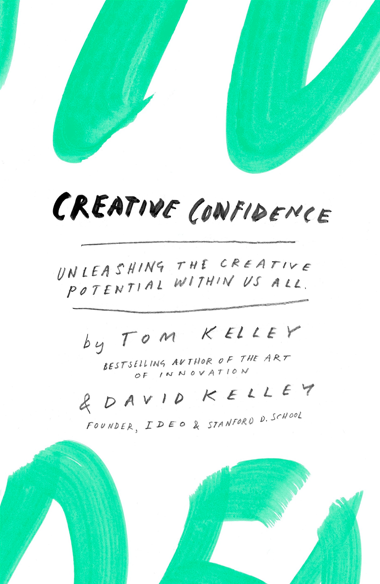 CREATIVE CONFIDENCE
UNLEASHING THE CREATIVE
POTENTIAL WITHIN US ALL.
by TOM KELLEY
BESTSELLING AUTHOR OF THE ART
OF INNOVATION
& DAVID KELLEY
FOUNDER, IDEO & STANFORD D.SCHOOL